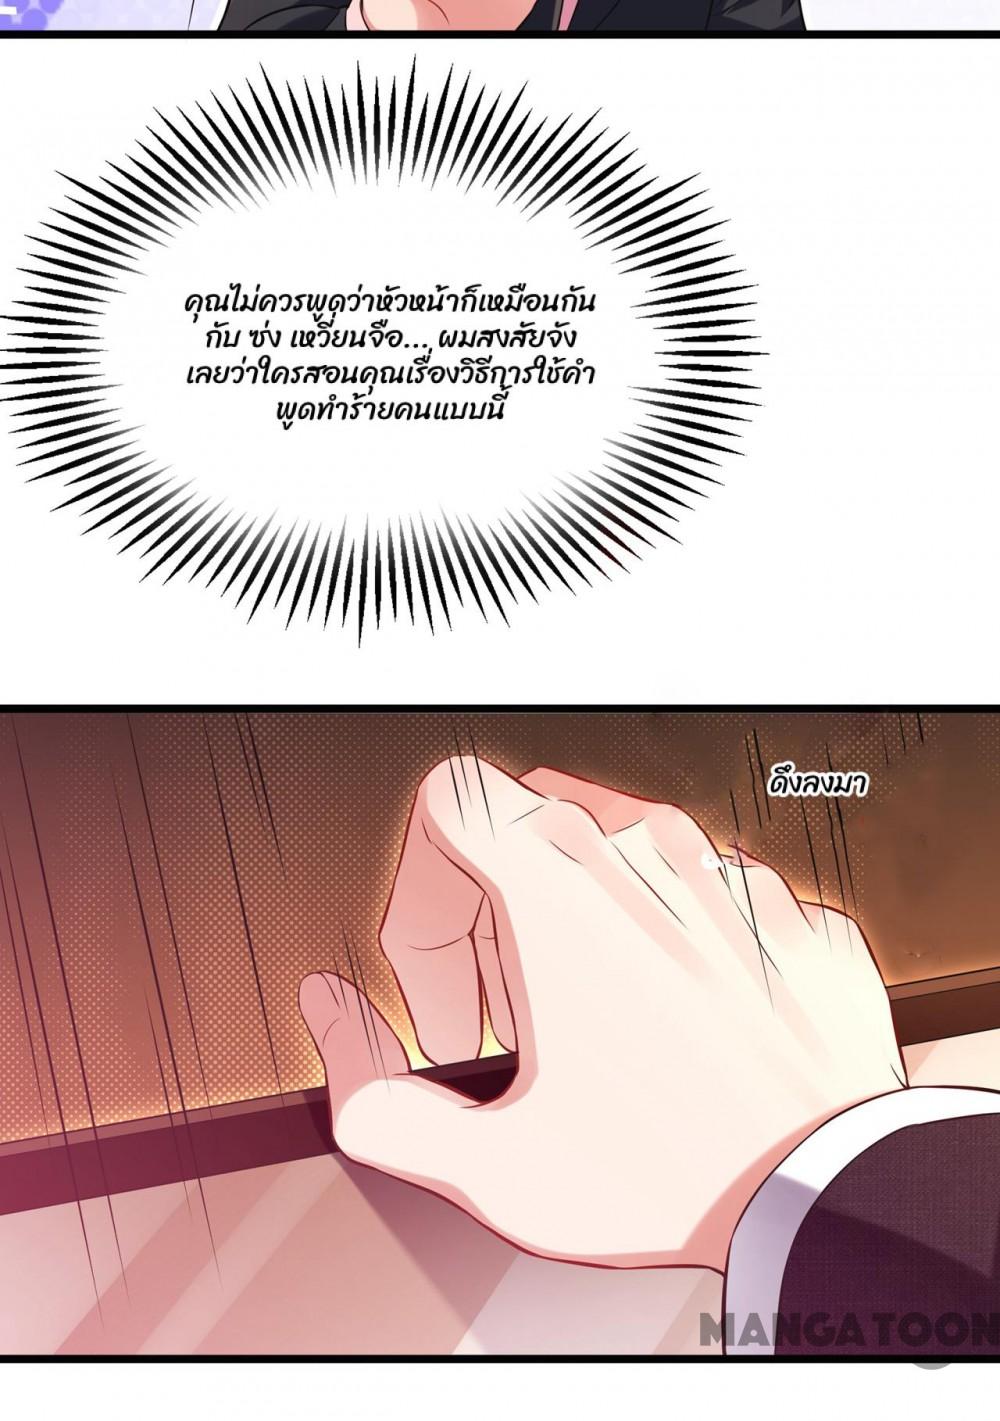 คุณไม่ควรพูดว่าหัวหน้าก็เหมือนกัน
กับ ซ่ง เหวี่ยนจือ... ผมสงสัยจัง
เลยว่าใครสอนคุณเรื่องวิธีการใช้คำ
พูดทำร้ายคนแบบนี้
ดึงลงมา
MANGATOON